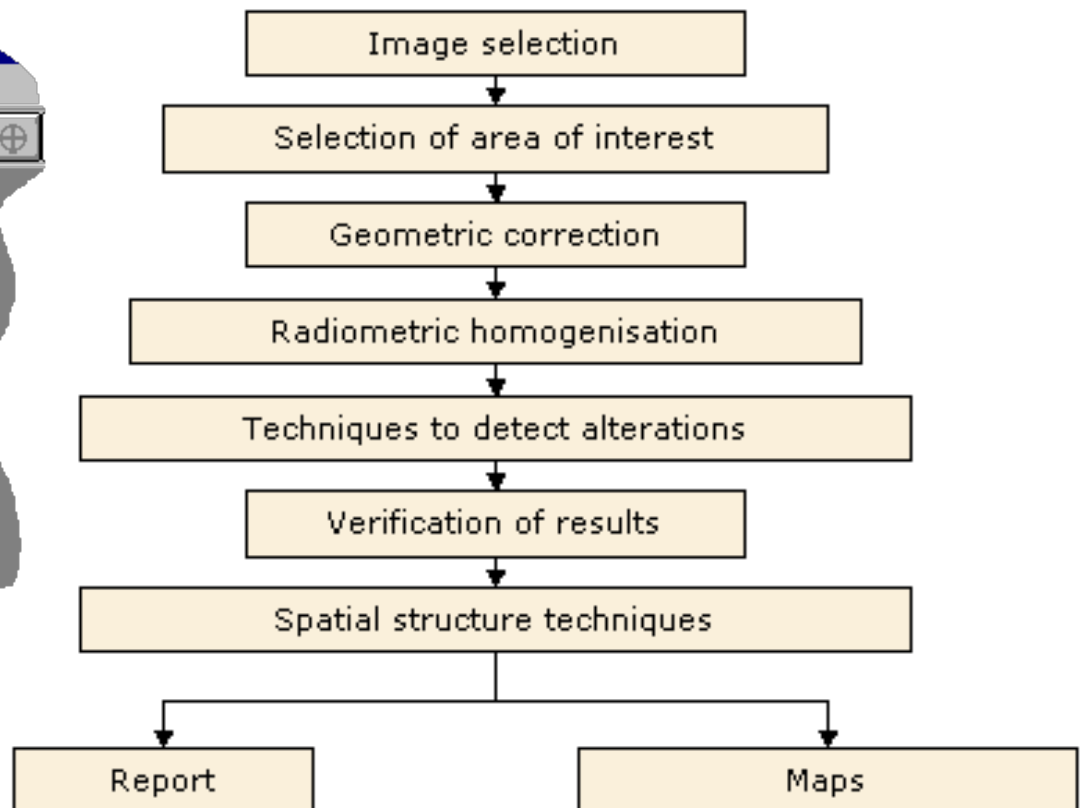 Image selection
Selection of area of interest
Geometric correction
Radiometric homogenisation
Techniques to detect alterations
Verification of results
Spatial structure techniques
Report
Maps